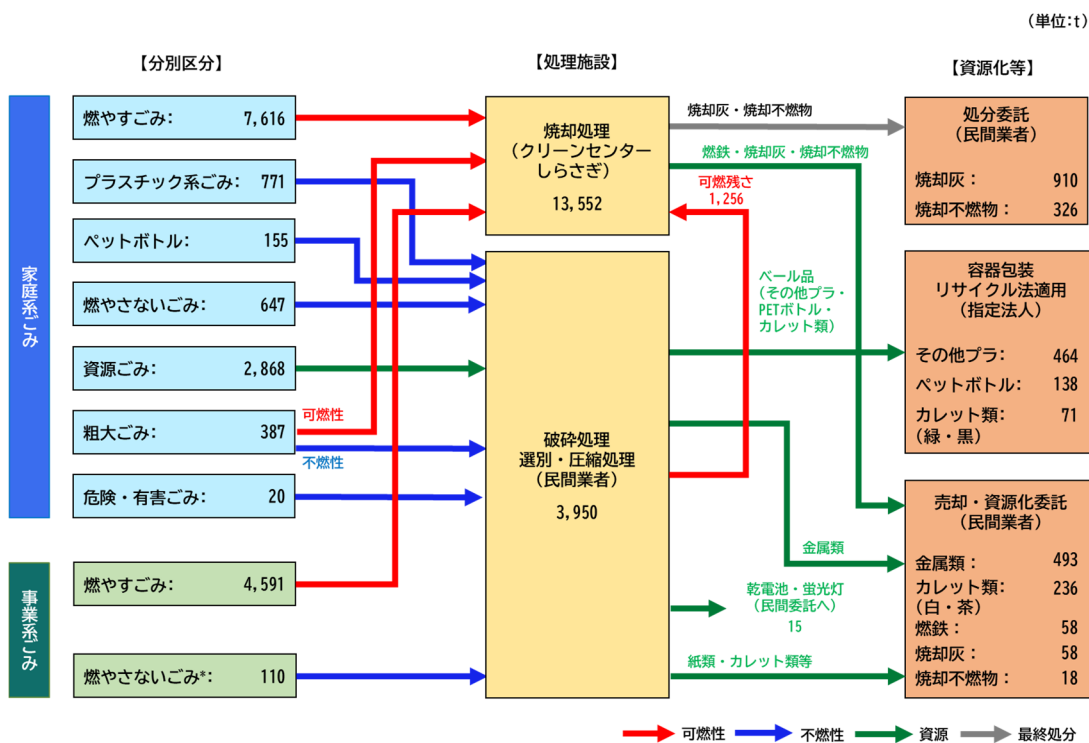 (単位:t)
【分別区分】
【処理施設】
【資源化等】
家庭系ごみ
燃やすごみ: 7,616
プラスチック系ごみ: 771
ペットボトル: 155
燃やさないごみ: 647
資源ごみ: 2,868
粗大ごみ: 387
可燃性
不燃性
危険・有害ごみ: 20
事業系ごみ
燃やすごみ: 4,591
燃やさないごみ*: 110
焼却処理
(クリーンセンター
しらさぎ)
13,552
破砕処理
選別・圧縮処理
(民間業者)
3,950
焼却灰・焼却不燃物
燃鉄・焼却灰・焼却不燃物
可燃残さ
1,256
ベール品
(その他プラ・
PETボトル・
カレット類)
金属類
乾電池・蛍光灯
(民間委託へ)
15
紙類・カレット類等
処分委託
(民間業者)
焼却灰: 910
焼却不燃物: 326
容器包装
リサイクル法適用
(指定法人)
その他プラ: 464
ペットボトル: 138
カレット類: 71
(緑・黒)
売却・資源化委託
(民間業者)
金属類: 493
カレット類: 236
(白・茶)
燃鉄: 58
焼却灰: 58
焼却不燃物: 18
可燃性
不燃性
資源
最終処分